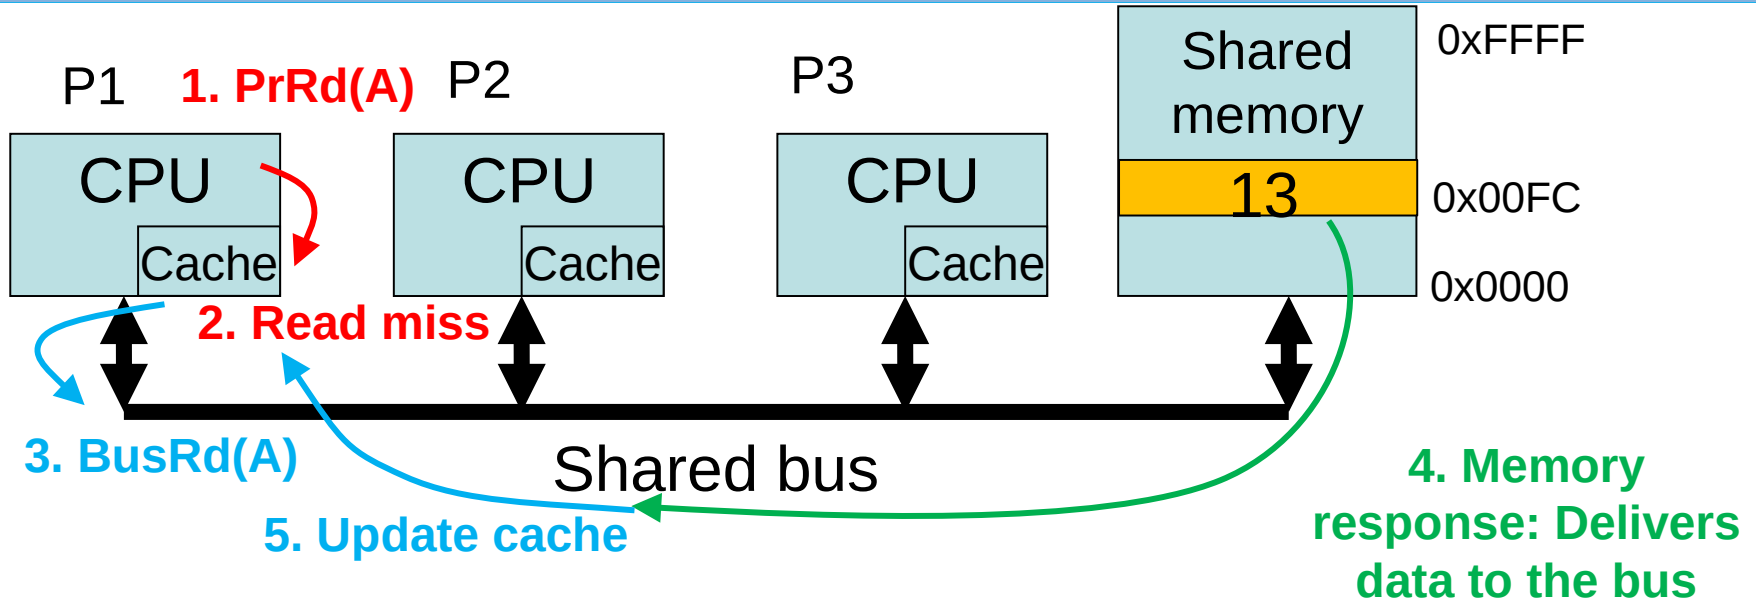 P1
1. PrRd(A)
P2
P3
Shared
memory
0xFFFF
CPU
CPU
CPU
13
0x00FC
Cache
Cache
Cache
0x0000
2. Read miss
3. BusRd(A)
Shared bus
4. Memory
response: Delivers
data to the bus
5. Update cache